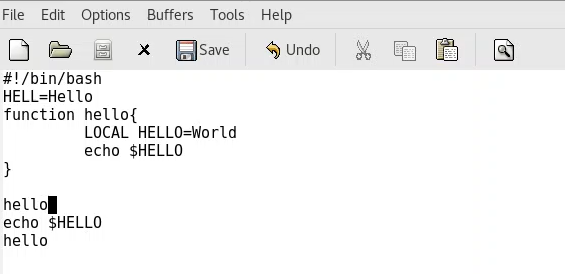 File Edit Options Buffers Tools Help
Save Undo
#!/bin/bash
HELL=Hello
function hello{
        LOCAL HELLO=World
        echo $HELLO
}
hello
echo $HELLO
hello